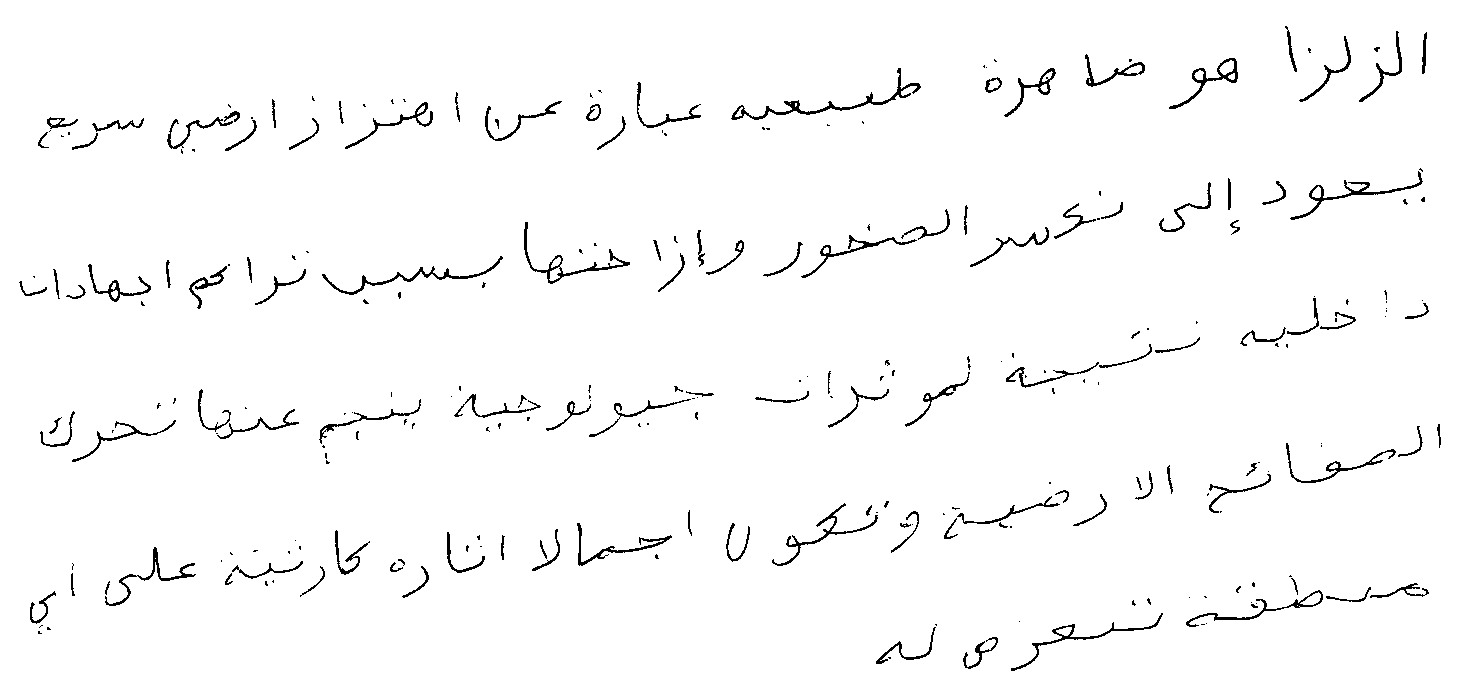 الزلزا هو ضاهرة طبيعيه عبارة عن اهتزاز ارضي سريع
يعود إلى تكسر الصخور وإزاحتها بسبب تراكم اجهادات
داخليه نتيجة لموثرات جيولوجية ينجم عنها تحرك
الصفائح الارضية وتكون اجمالا اثاره كارثية على اي
منطقة تتعرض له